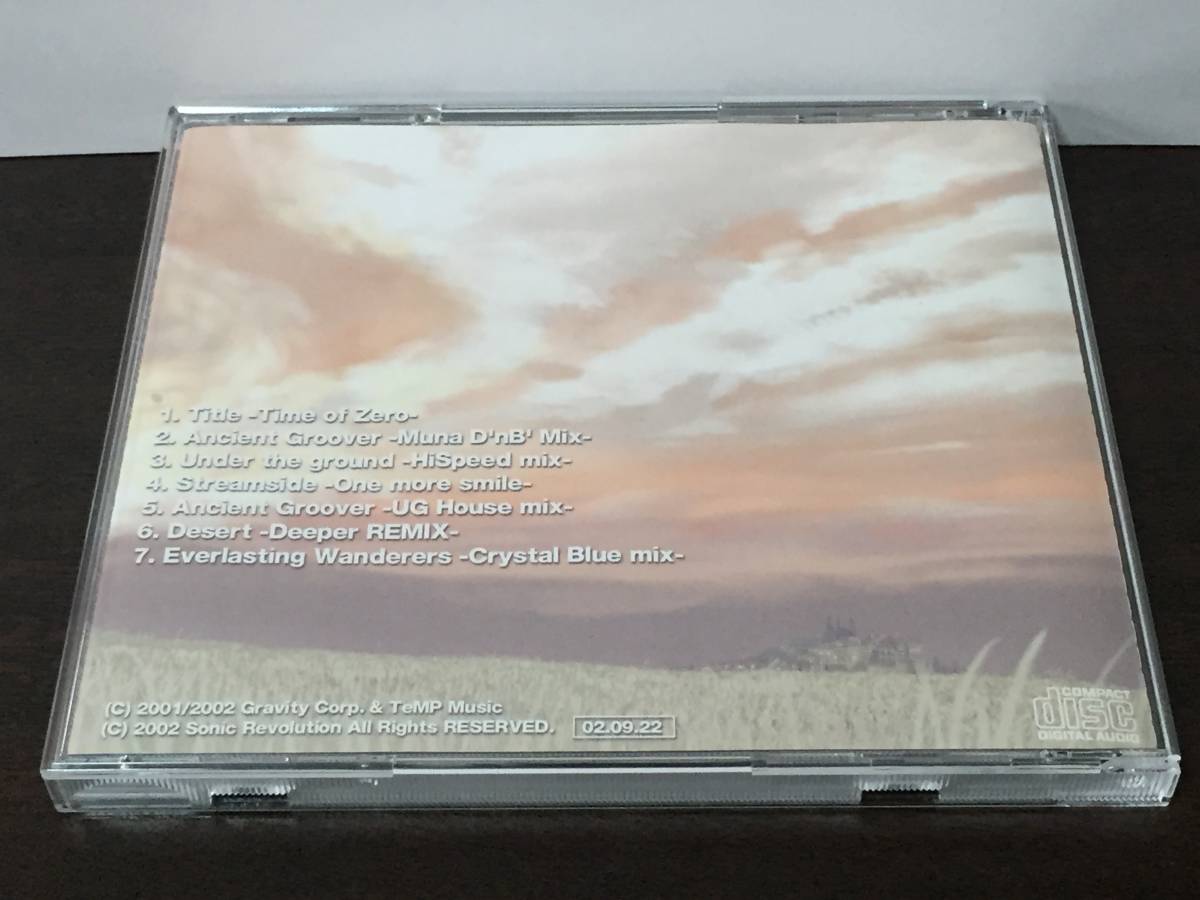 1. Title -Time of Zero-
2. Ancient Groover -Muna D'nB' Mix-
3. Under the ground -HiSpeed mix-
4. Streamside -One more smile-
5. Ancient Groover -UG House mix-
6. Desert -Deeper REMIX-
7. Everlasting Wanderers -Crystal Blue mix-
(C) 2001/2002 Gravity Corp. & TeMP Music
(C) 2002 Sonic Revolution All Rights RESERVED. 02.09.22
COMPACT
disc
DIGITAL AUDIO